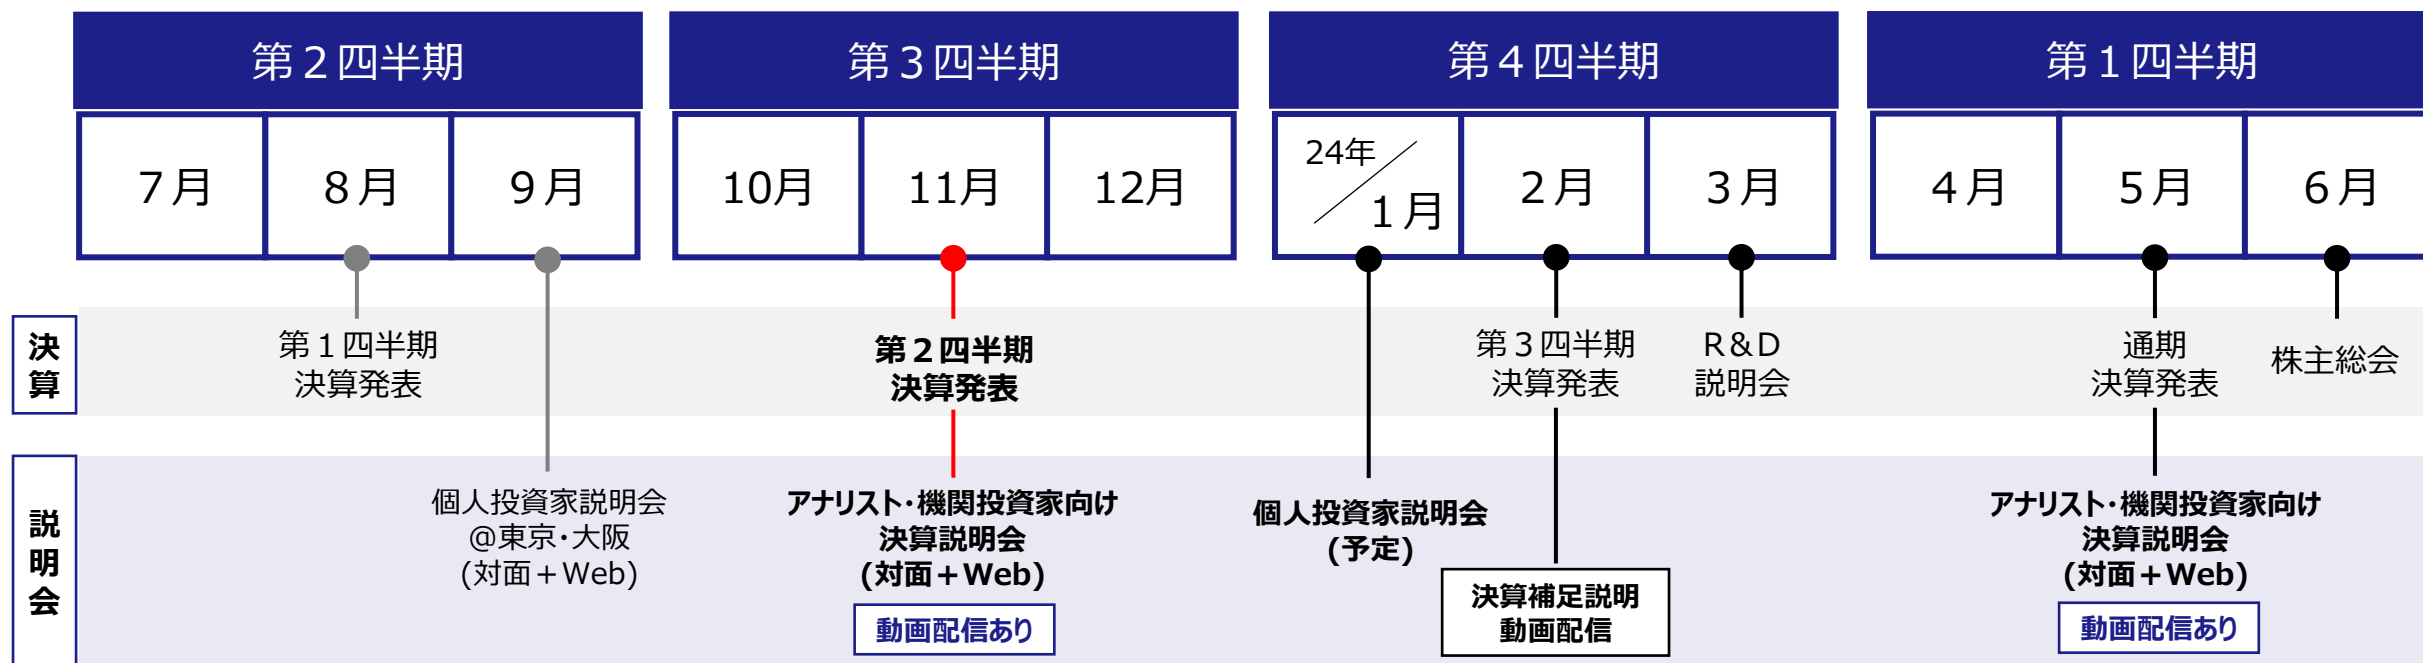 第２四半期
第３四半期
第４四半期
第１四半期
７月
８月
９月
10月
11月
12月
24年
１月
２月
３月
４月
５月
６月
決算
第１四半期
決算発表
第２四半期
決算発表
第３四半期
決算発表
R＆D
説明会
通期
決算発表
株主総会
説明会
個人投資家説明会
@東京・大阪
(対面＋Web)
アナリスト・機関投資家向け
決算説明会
(対面＋Web)
動画配信あり
個人投資家説明会
(予定)
決算補足説明
動画配信
アナリスト・機関投資家向け
決算説明会
(対面＋Web)
動画配信あり